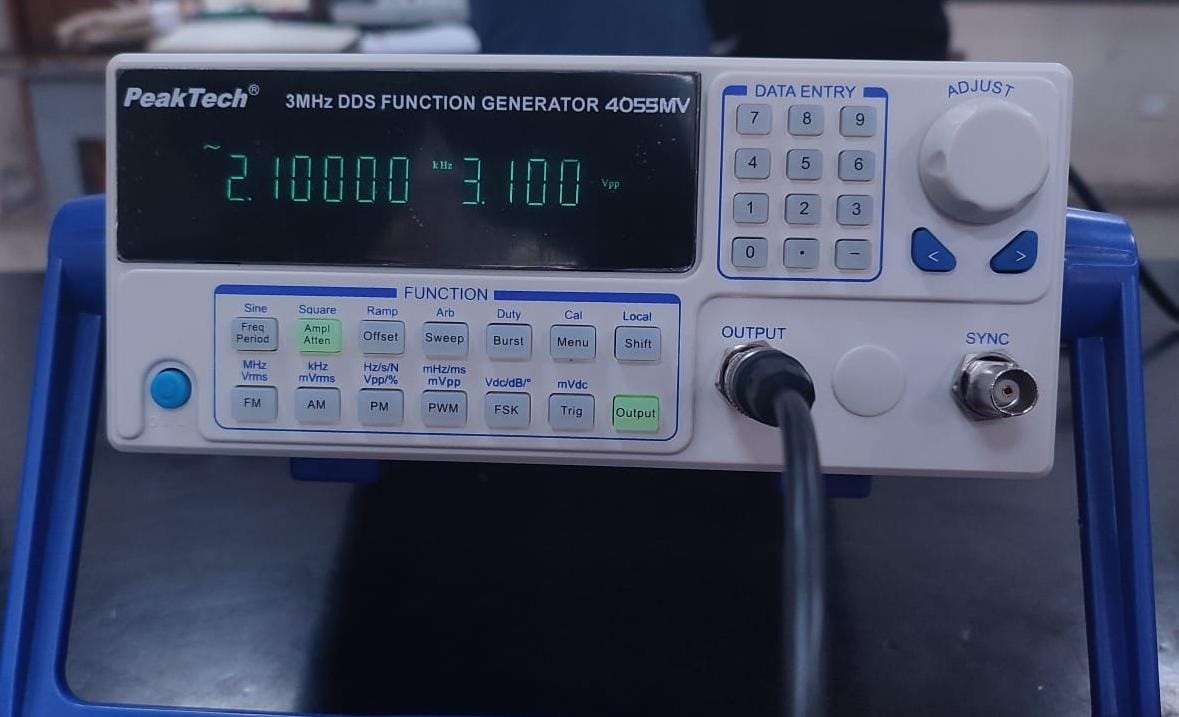 PeakTech® 3MHz DDS FUNCTION GENERATOR 4055MV
~ 2.10000 kHz 3.100 Vpp
DATA ENTRY
7 8 9
4 5 6
1 2 3
0 · −
ADJUST
< >
FUNCTION
Sine Square Ramp Arb Duty Cal Local
Freq Period
Ampl Atten
Offset Sweep Burst Menu Shift
MHz Vrms
kHz mVrms
Hz/s/N Vpp/%
mHz/ms mVpp
Vdc/dB/° mVdc
FM AM PM PWM FSK Trig Output
OUTPUT
SYNC